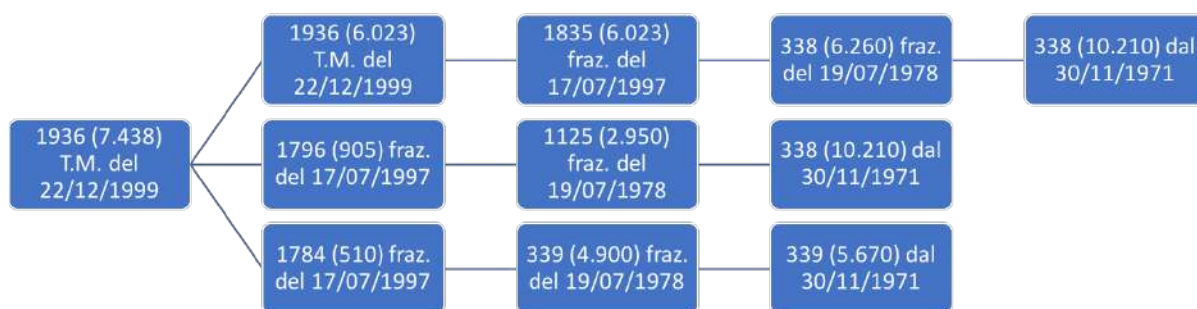 1936 (7.438)
T.M. del
22/12/1999
1936 (6.023)
T.M. del
22/12/1999
1835 (6.023)
fraz. del
17/07/1997
338 (6.260) fraz.
del 19/07/1978
338 (10.210) dal
30/11/1971
1796 (905) fraz.
del 17/07/1997
1125 (2.950)
fraz. del
19/07/1978
338 (10.210) dal
30/11/1971
1784 (510) fraz.
del 17/07/1997
339 (4.900) fraz.
del 19/07/1978
339 (5.670) dal
30/11/1971